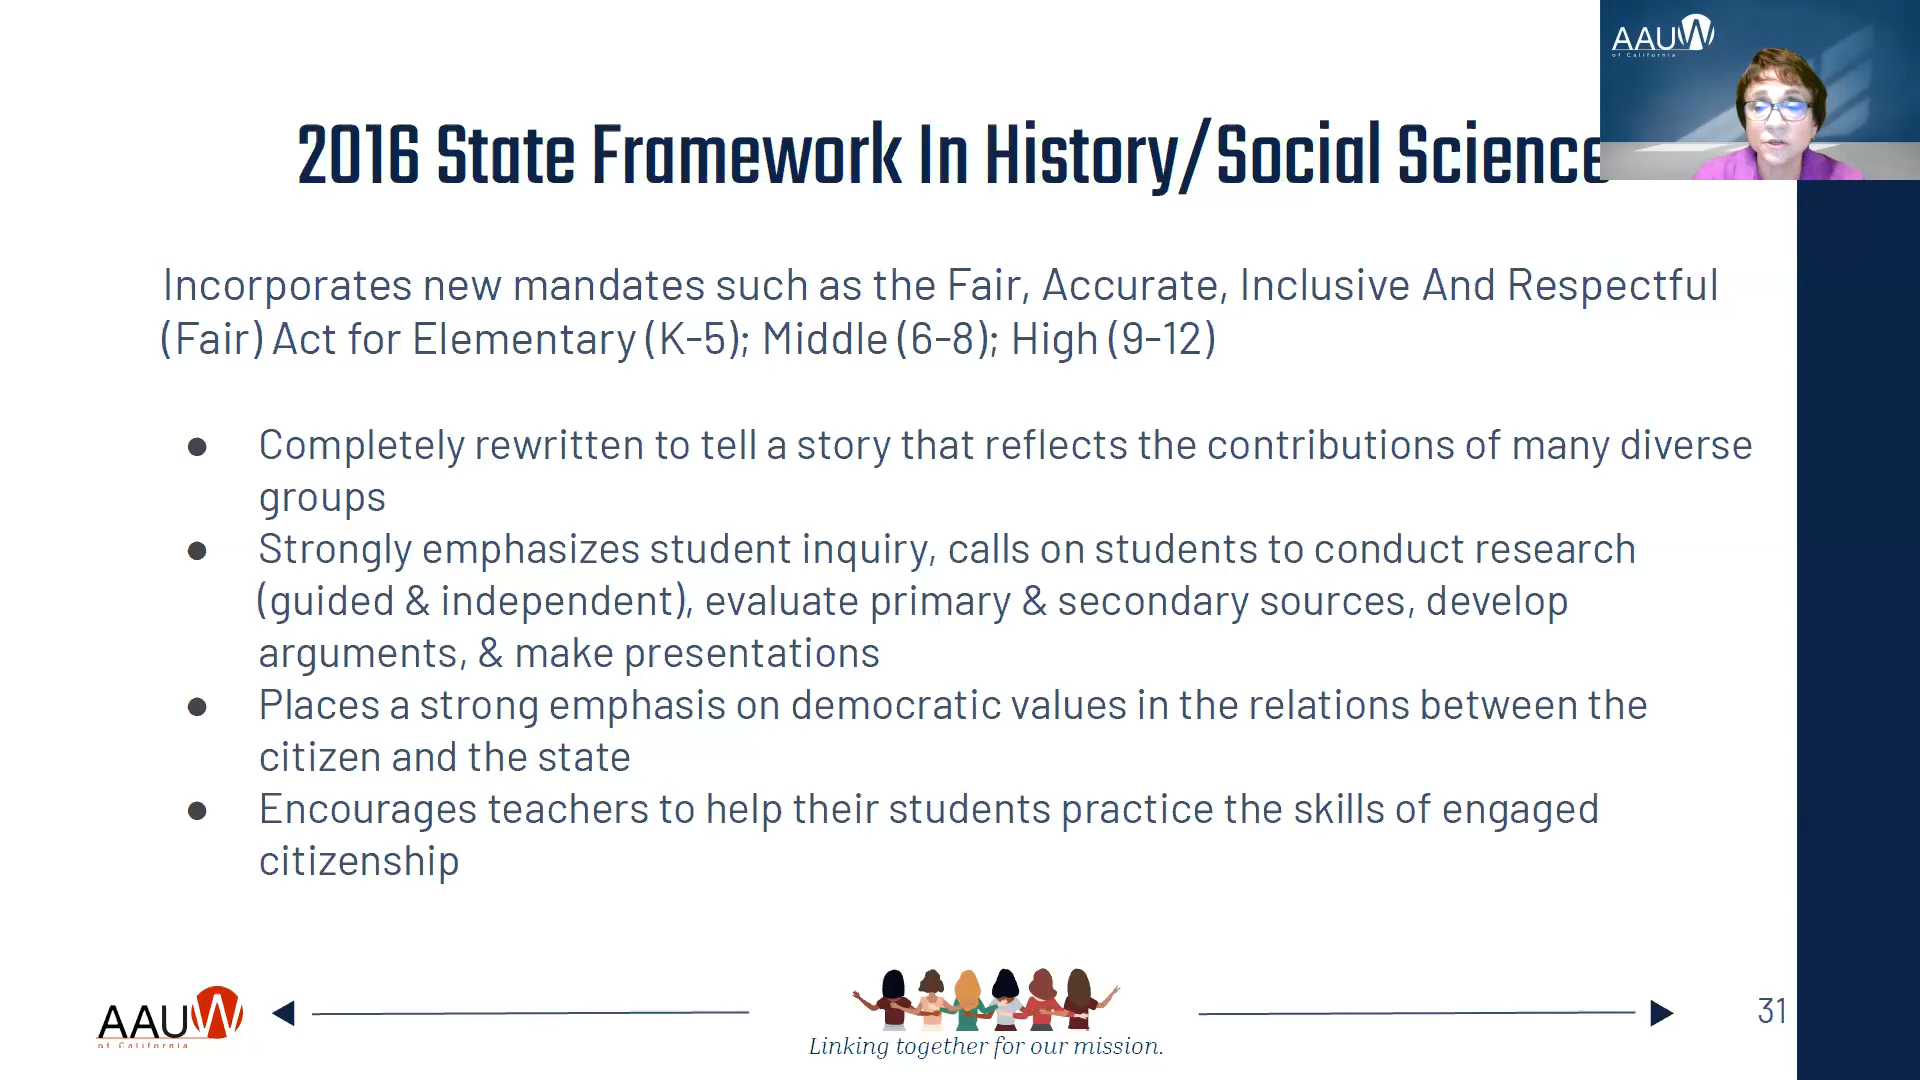 AAUW
of California
2016 State Framework In History/Social Science
Incorporates new mandates such as the Fair, Accurate, Inclusive And Respectful
(Fair) Act for Elementary (K-5); Middle (6-8); High (9-12)
● Completely rewritten to tell a story that reflects the contributions of many diverse
groups
● Strongly emphasizes student inquiry, calls on students to conduct research
(guided & independent), evaluate primary & secondary sources, develop
arguments, & make presentations
● Places a strong emphasis on democratic values in the relations between the
citizen and the state
● Encourages teachers to help their students practice the skills of engaged
citizenship
AAUW
of California
Linking together for our mission.
31